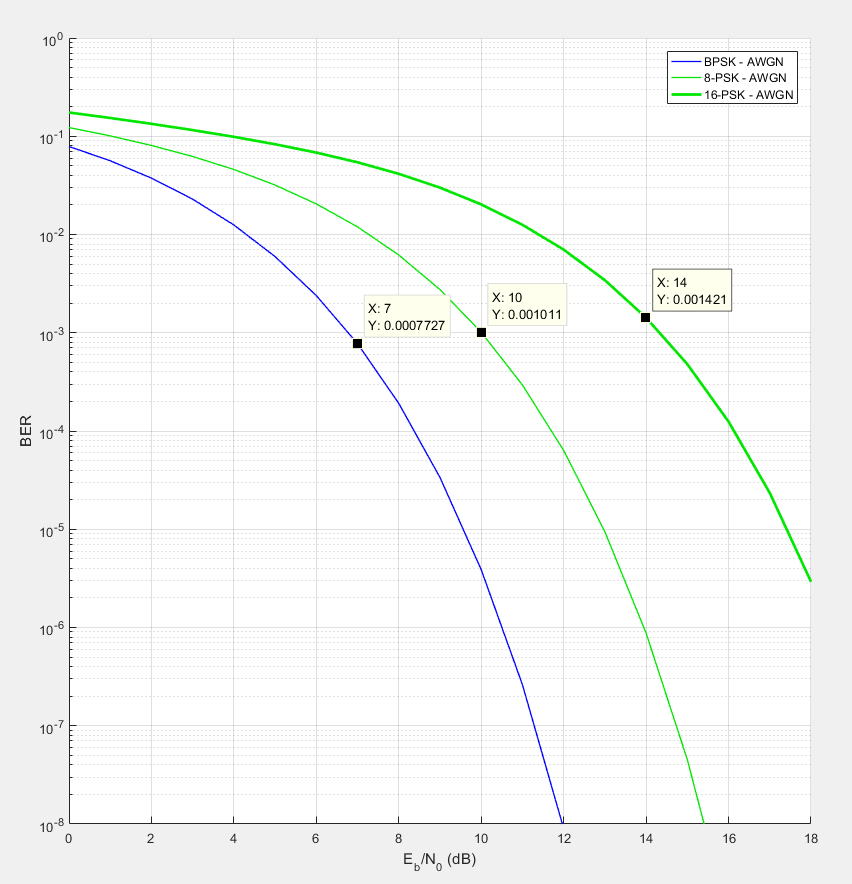 10^0
10^-1
10^-2
10^-3
10^-4
10^-5
10^-6
10^-7
10^-8
BER
BPSK - AWGN
8-PSK - AWGN
16-PSK - AWGN
X: 7
Y: 0.0007727
X: 10
Y: 0.001011
X: 14
Y: 0.001421
0 2 4 6 8 10 12 14 16 18
E_b/N_0 (dB)